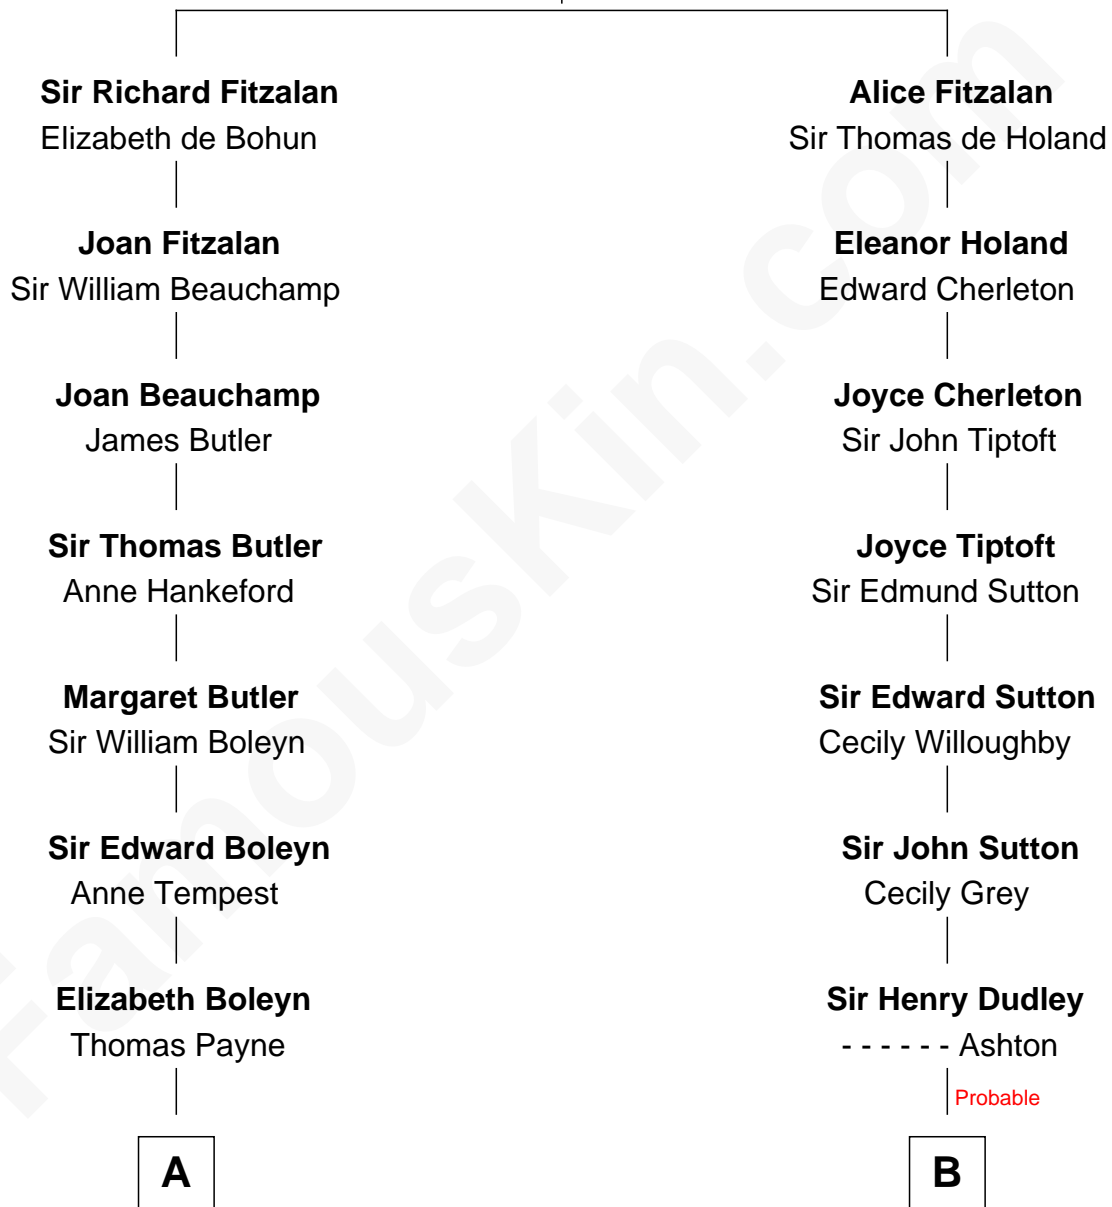 Sir Richard Fitzalan
Elizabeth de Bohun
Joan Fitzalan
Sir William Beauchamp
Joan Beauchamp
James Butler
Sir Thomas Butler
Anne Hankeford
Margaret Butler
Sir William Boleyn
Sir Edward Boleyn
Anne Tempest
Elizabeth Boleyn
Thomas Payne
A
Alice Fitzalan
Sir Thomas de Holand
Eleanor Holand
Edward Cherleton
Joyce Cherleton
Sir John Tiptoft
Joyce Tiptoft
Sir Edmund Sutton
Sir Edward Sutton
Cecily Willoughby
Sir John Sutton
Cecily Grey
Sir Henry Dudley
- - - - - - Ashton
Probable
B
FamousKin.com